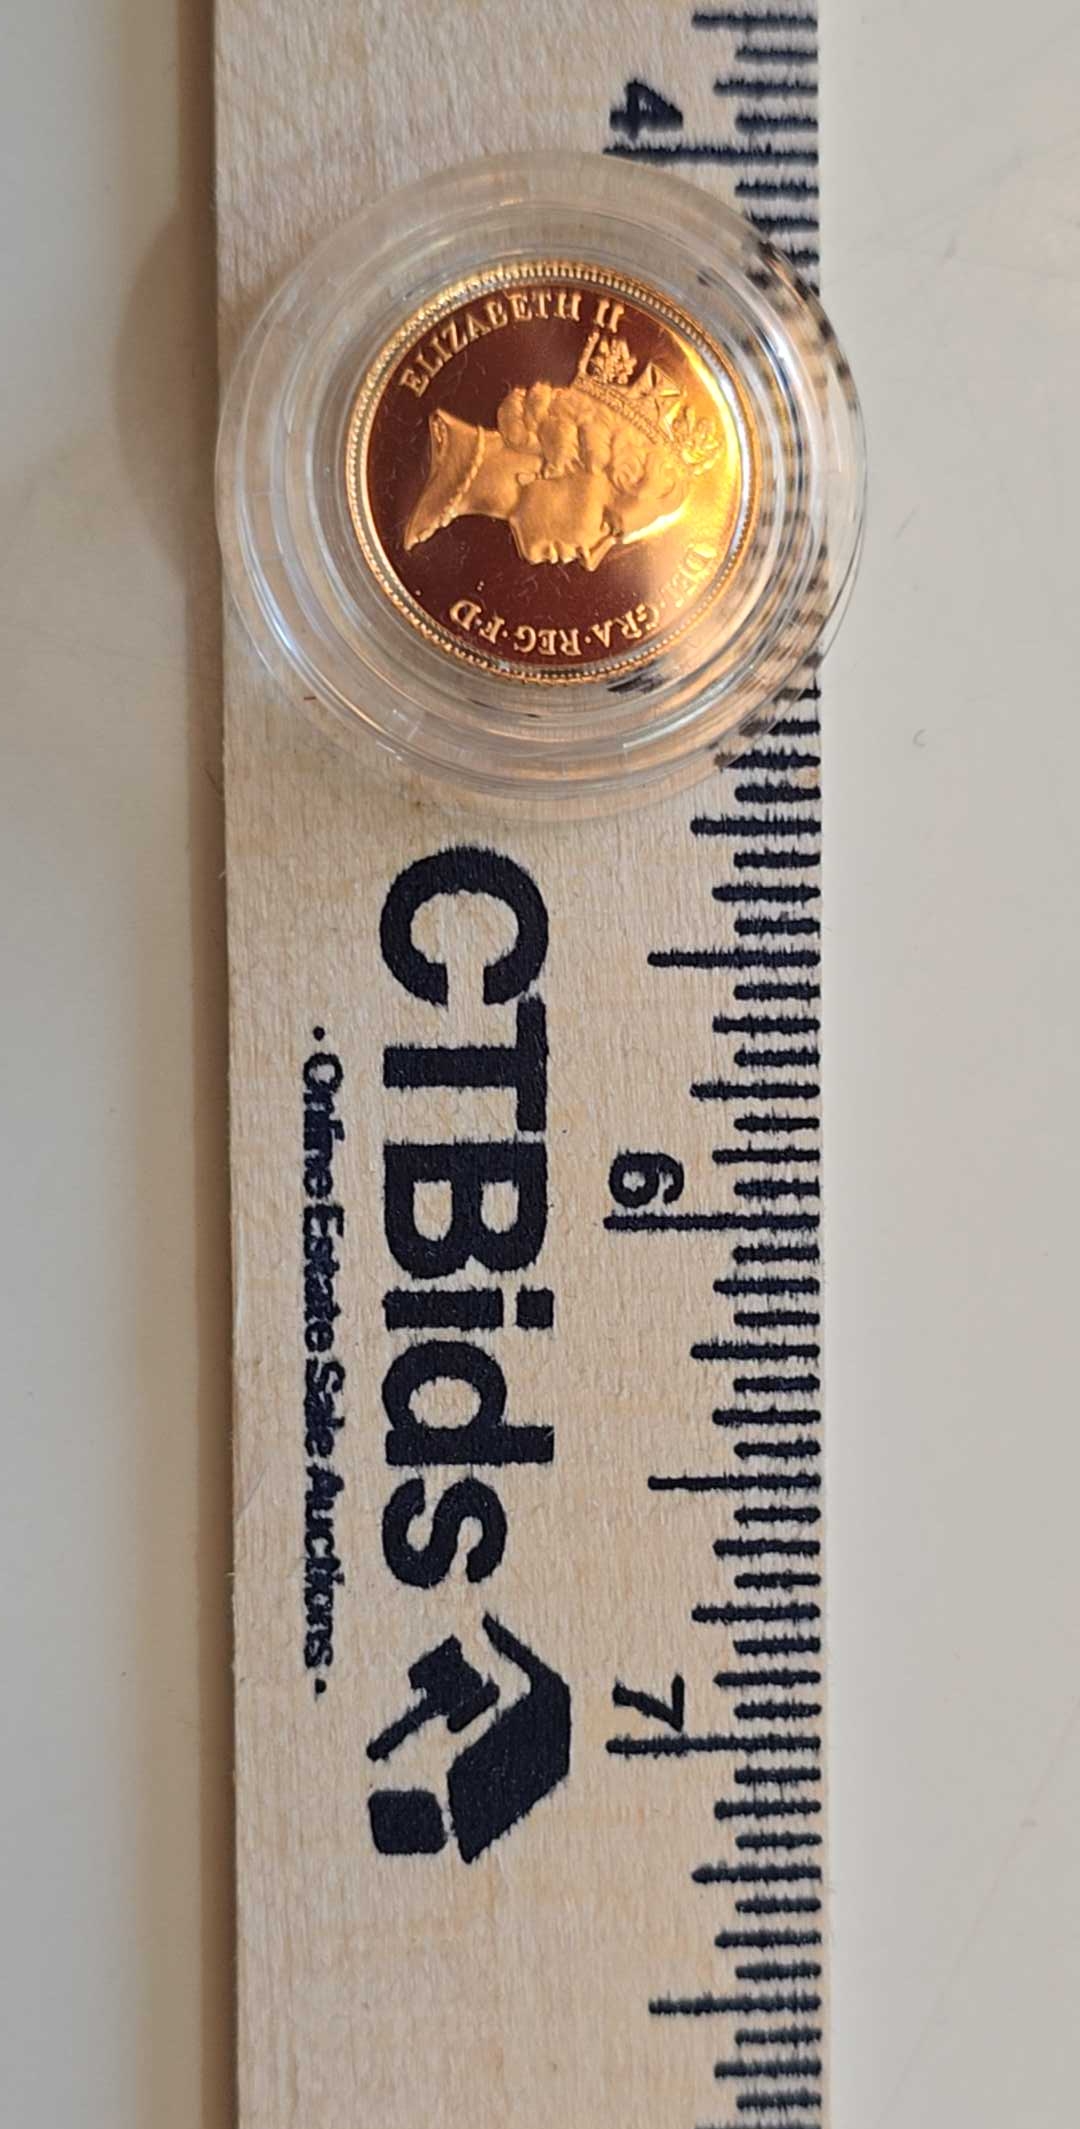 ELIZABETH II
DEI·GRA·REG·F·D
4
6
7
CTBids
• Online Estate Sale Auctions •